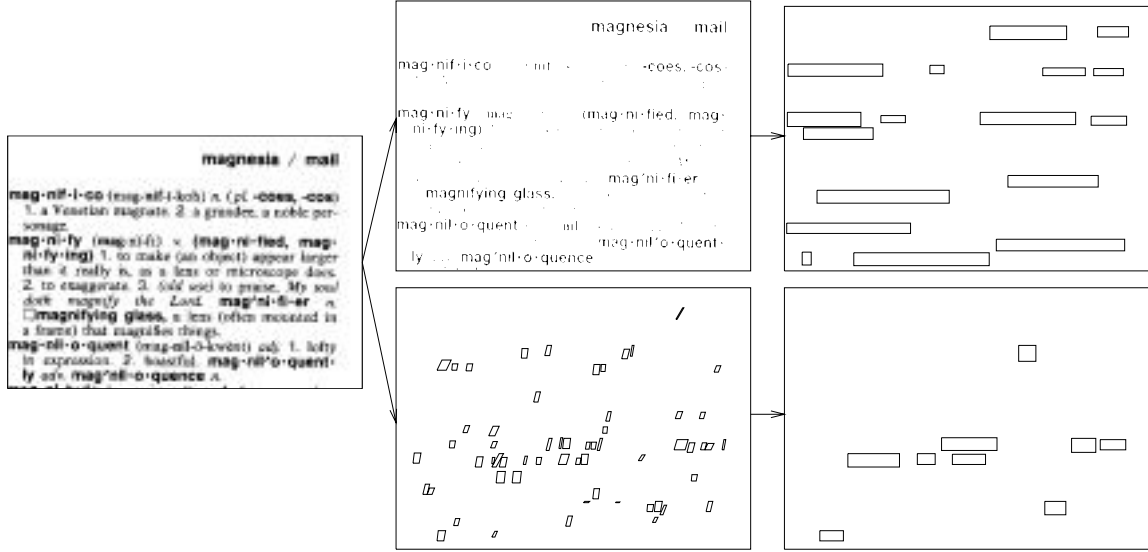 magnesia / mail
mag·nif·i·co (mag-nif-i-koh) n. (pl. -coes, -cos)
1. a Venetian magnate. 2. a grandee, a noble per-
sonage.
mag·ni·fy (mag-ni-fi) v. (mag·ni·fied, mag·
ni·fy·ing) 1. to make (an object) appear larger
than it really is, as a lens or microscope does.
2. to exaggerate. 3. (old use) to praise, My soul
doth magnify the Lord. mag'ni·fi·er n.
□magnifying glass, a lens (often mounted in
a frame) that magnifies things.
mag·nil·o·quent (mag-nil-ŏ-kwĕnt) adj. 1. lofty
in expression. 2. boastful. mag·nil'o·quent·
ly adv. mag'nil·o·quence n.
magnesia mail
mag·nif·i·co nif -coes, -cos·
mag·ni·fy mag (mag·ni·fied, mag·
ni·fy·ing)
mag'ni·fi·er
magnifying glass.
mag·nil·o·quent nil
mag·nil'o·quent·
ly mag'nil·o·quence